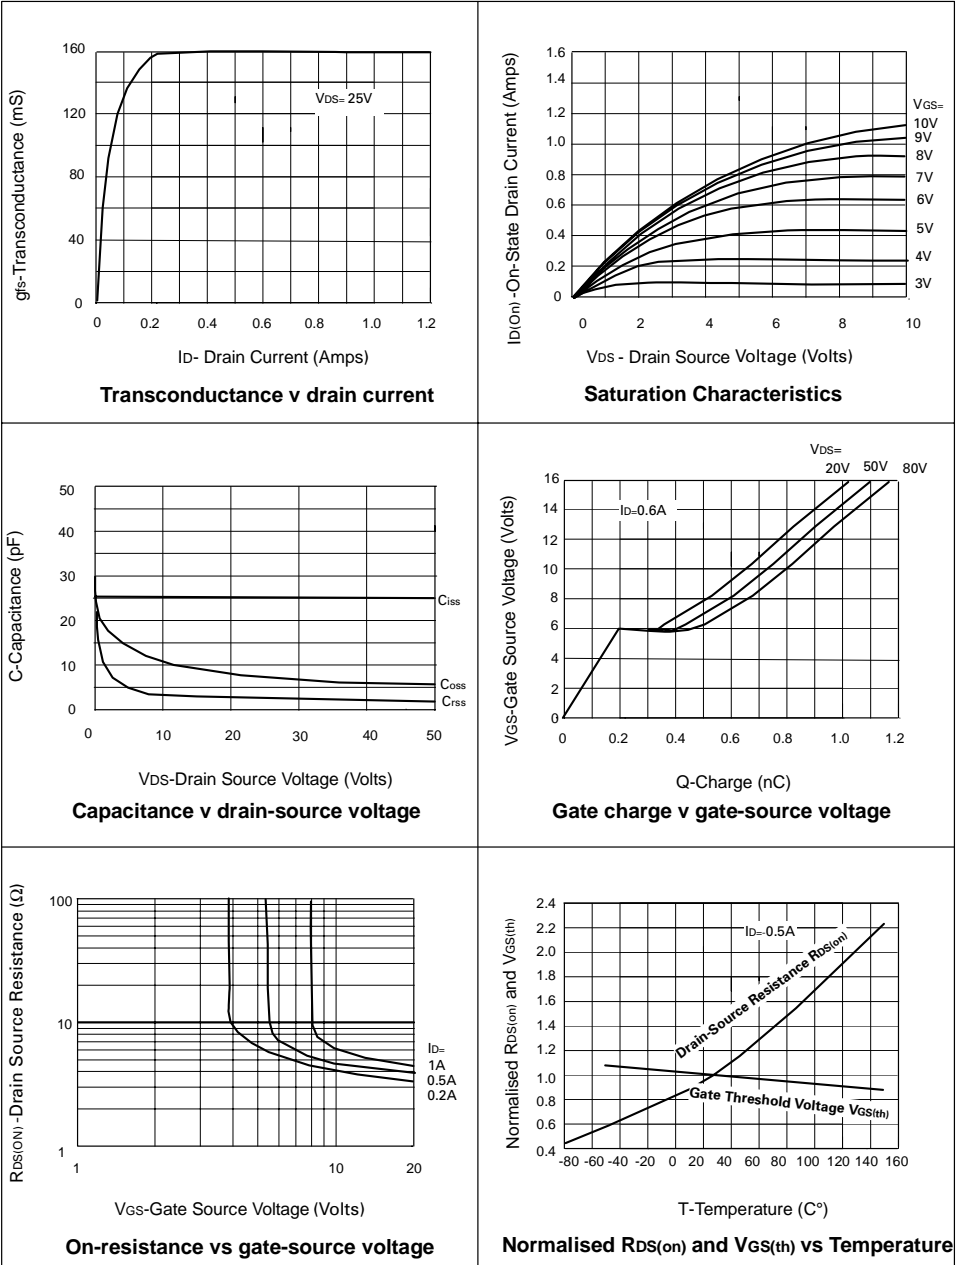 160
120
80
40
0
gfs-Transconductance (mS)
VDS= 25V
0 0.2 0.4 0.6 0.8 1.0 1.2
ID- Drain Current (Amps)
Transconductance v drain current
1.6
1.4
1.2
1.0
0.8
0.6
0.4
0.2
0
ID(On) -On-State Drain Current (Amps)
VGS=
10V
9V
8V
7V
6V
5V
4V
3V
0 2 4 6 8 10
VDS - Drain Source Voltage (Volts)
Saturation Characteristics
50
40
30
20
10
0
C-Capacitance (pF)
Ciss
Coss
Crss
0 10 20 30 40 50
VDS-Drain Source Voltage (Volts)
Capacitance v drain-source voltage
VDS=
20V 50V 80V
16
14
12
10
8
6
4
2
0
VGS-Gate Source Voltage (Volts)
ID=0.6A
0 0.2 0.4 0.6 0.8 1.0 1.2
Q-Charge (nC)
Gate charge v gate-source voltage
100
10
1
RDS(ON) -Drain Source Resistance (Ω)
ID=
1A
0.5A
0.2A
1 10 20
VGS-Gate Source Voltage (Volts)
On-resistance vs gate-source voltage
2.4
2.2
2.0
1.8
1.6
1.4
1.2
1.0
0.8
0.6
0.4
Normalised RDS(on) and VGS(th)
ID=-0.5A
Drain-Source Resistance RDS(on)
Gate Threshold Voltage VGS(th)
-80 -60 -40 -20 0 20 40 60 80 100 120 140 160
T-Temperature (C°)
Normalised RDS(on) and VGS(th) vs Temperature